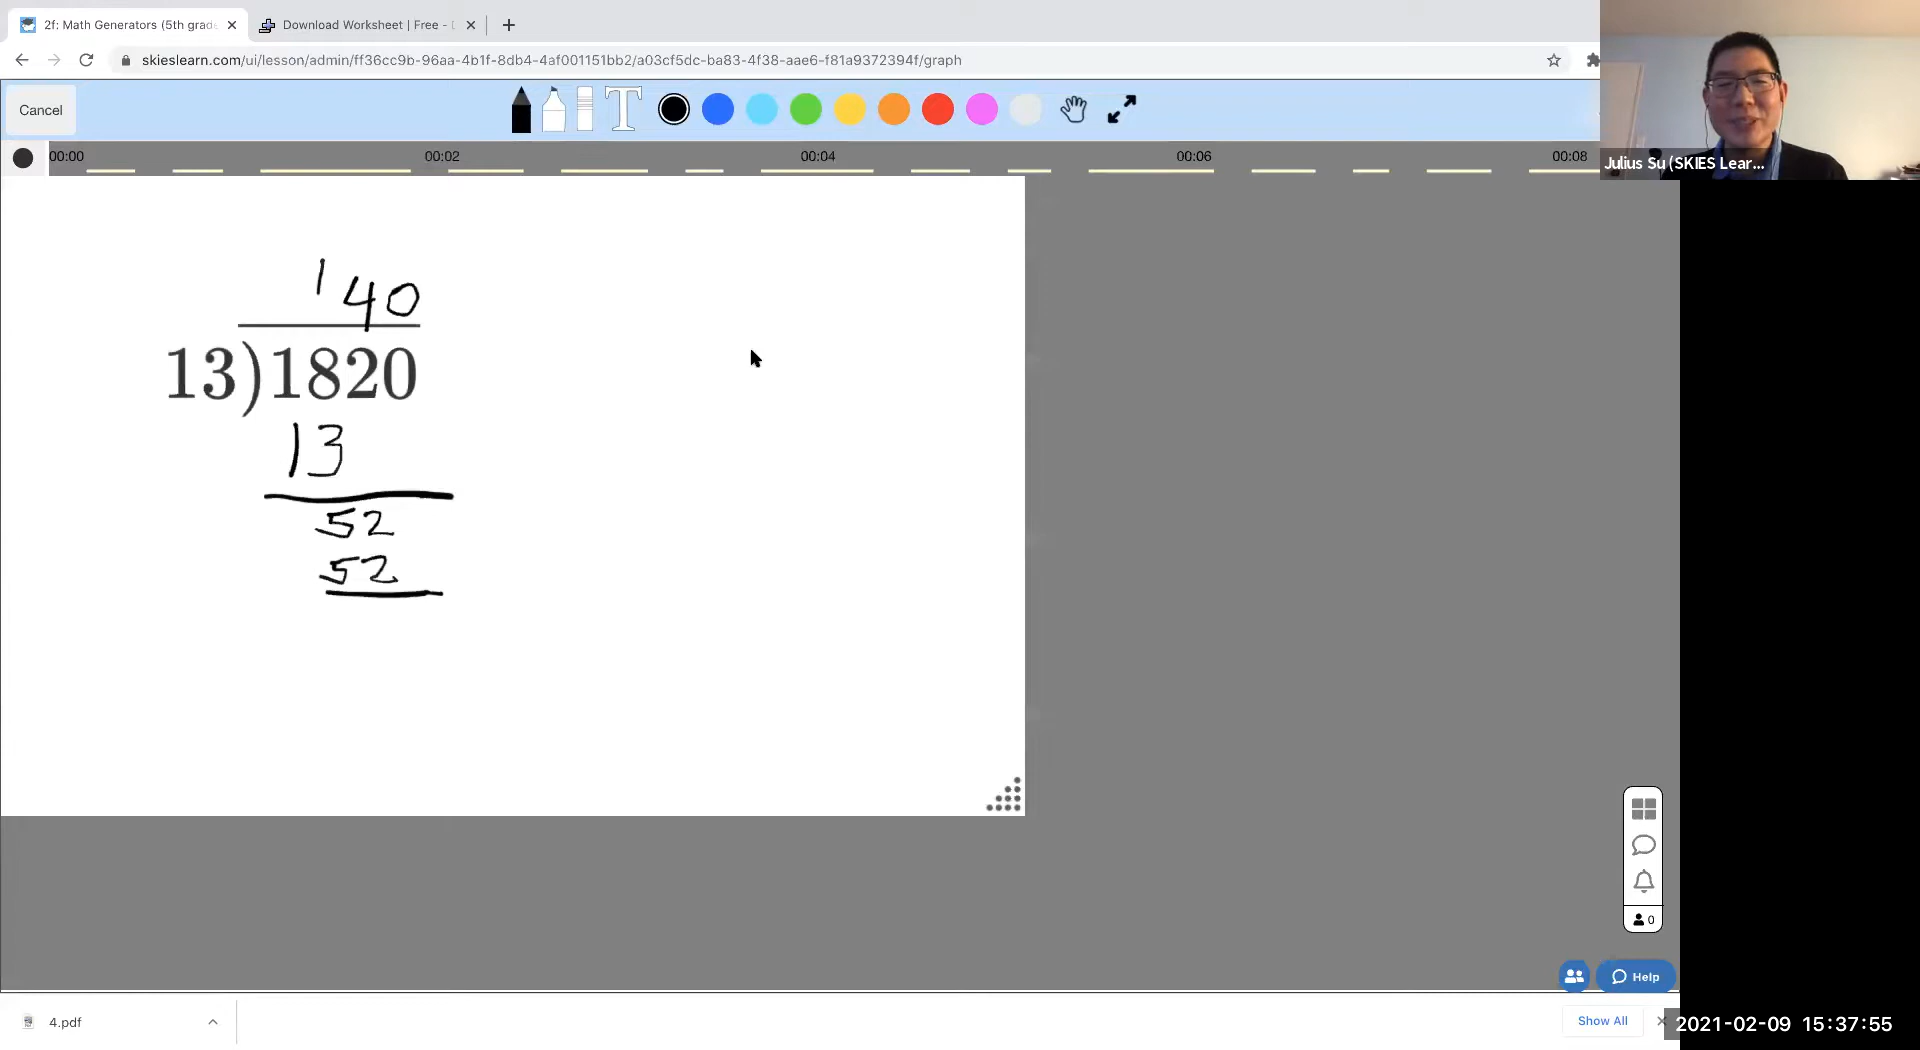 2f: Math Generators (5th grad
Download Worksheet | Free -
skieslearn.com/ui/lesson/admin/ff36cc9b-96aa-4b1f-8db4-4af001151bb2/a03cf5dc-ba83-4f38-aae6-f81a9372394f/graph
Cancel
T
00:00 00:02 00:04 00:06 00:08
Julius Su (SKIES Lear...
140
13)1820
13
52
52
0
Help
4.pdf
Show All
2021-02-09 15:37:55